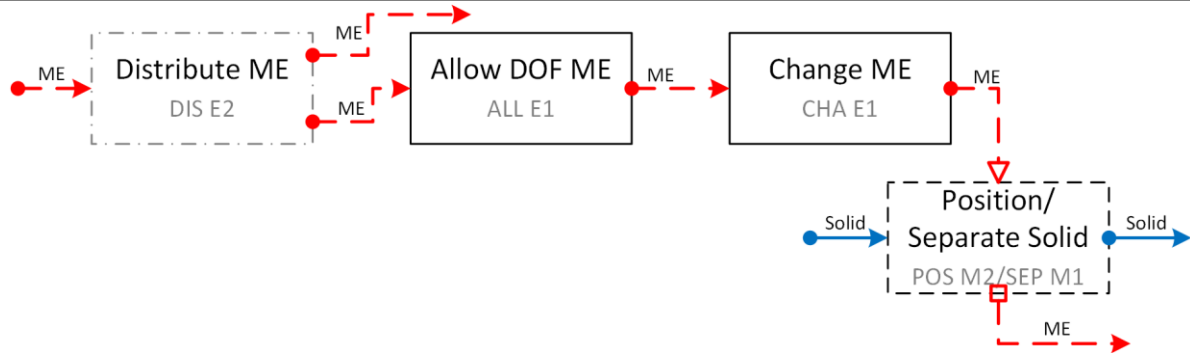 ME
Distribute ME
DIS E2
ME
ME
Allow DOF ME
ALL E1
ME
Change ME
CHA E1
ME
Solid
Position/
Separate Solid
POS M2/SEP M1
Solid
ME